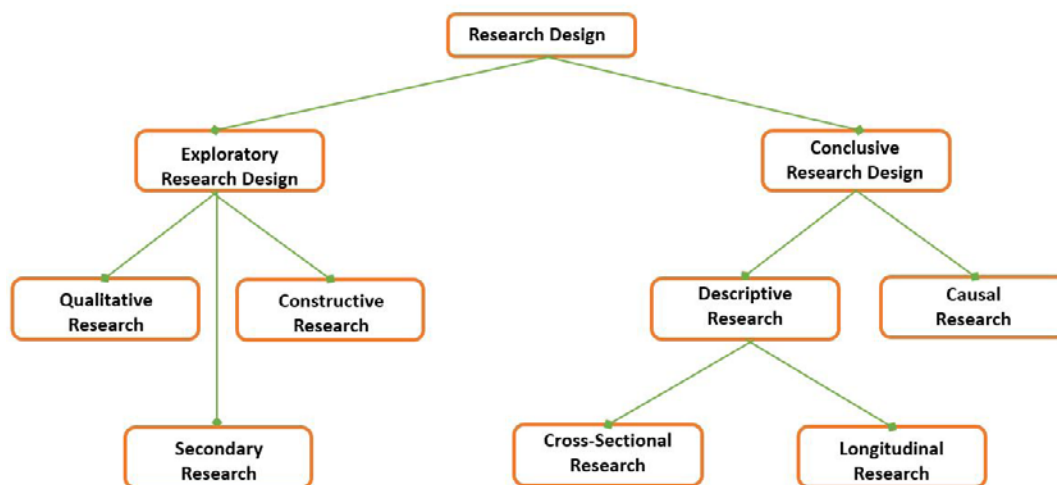 Research Design
Exploratory
Research Design
Conclusive
Research Design
Qualitative
Research
Constructive
Research
Descriptive
Research
Causal
Research
Secondary
Research
Cross-Sectional
Research
Longitudinal
Research